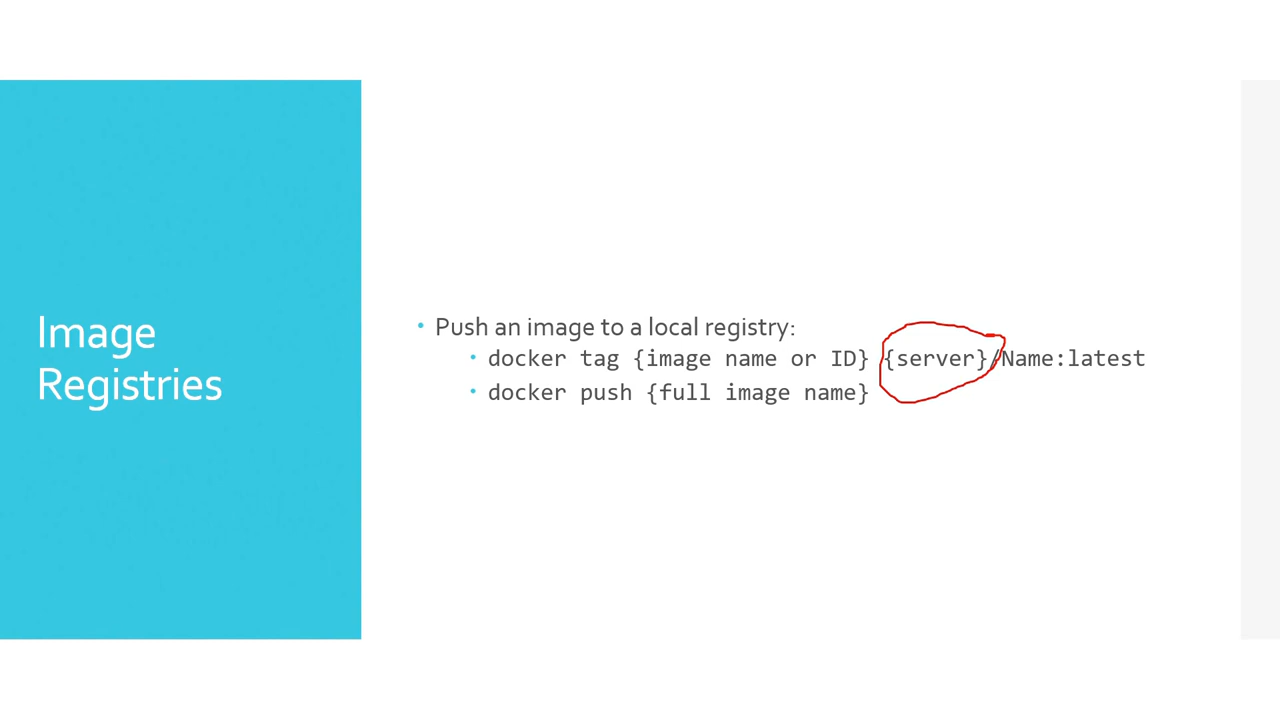 Image
Registries
Push an image to a local registry:
docker tag {image name or ID} {server}/Name:latest
docker push {full image name}